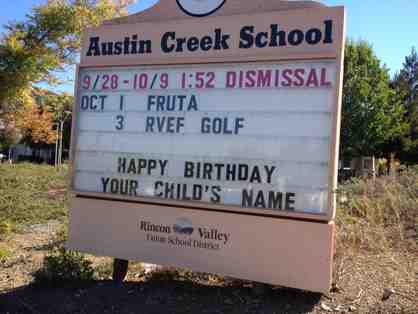 Austin Creek School
9/28-10/9 1:52 DISMISSAL
OCT 1 FRUTA
3 RVEF GOLF
HAPPY BIRTHDAY
YOUR CHILD'S NAME
Rincon Valley
Union School District